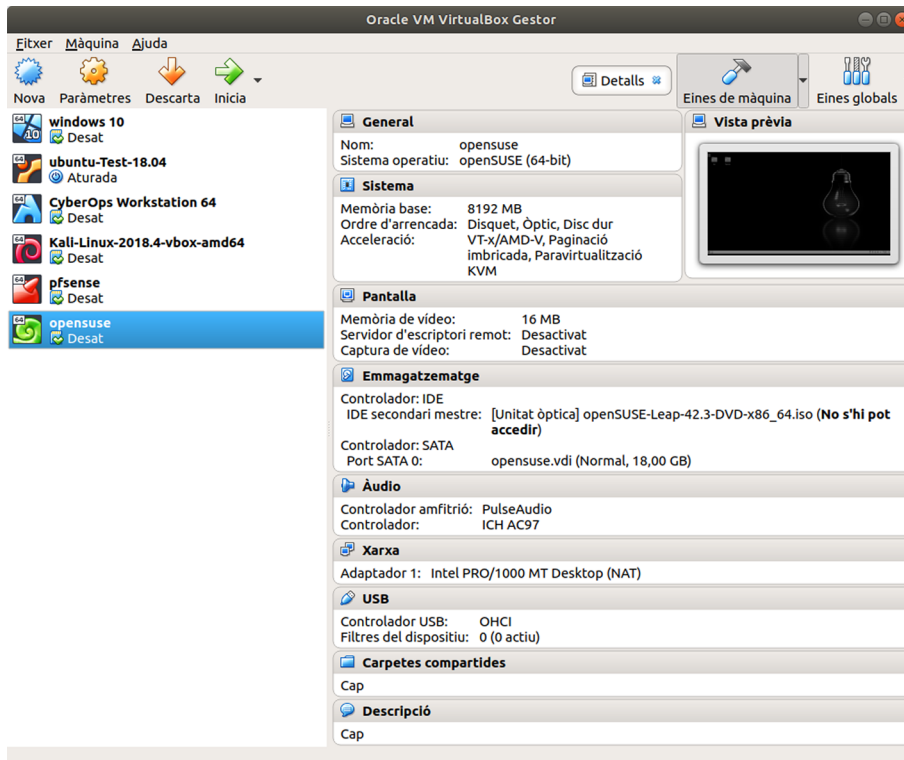 Oracle VM VirtualBox Gestor
Fitxer Màquina Ajuda
Nova Paràmetres Descarta Inicia
Detalls
Eines de màquina
Eines globals
64
10
windows 10
Desat
64
ubuntu-Test-18.04
Aturada
64
CyberOps Workstation 64
Desat
64
Kali-Linux-2018.4-vbox-amd64
Desat
64
pfsense
Desat
64
opensuse
Desat
General
Nom: opensuse
Sistema operatiu: openSUSE (64-bit)
Sistema
Memòria base: 8192 MB
Ordre d'arrencada: Disquet, Òptic, Disc dur
Acceleració: VT-x/AMD-V, Paginació
imbricada, Paravirtualització
KVM
Vista prèvia
Pantalla
Memòria de vídeo: 16 MB
Servidor d'escriptori remot: Desactivat
Captura de vídeo: Desactivat
Emmagatzematge
Controlador: IDE
IDE secondari mestre: [Unitat òptica] openSUSE-Leap-42.3-DVD-x86_64.iso (No s'hi pot
accedir)
Controlador: SATA
Port SATA 0: opensuse.vdi (Normal, 18,00 GB)
Àudio
Controlador amfitrió: PulseAudio
Controlador: ICH AC97
Xarxa
Adaptador 1: Intel PRO/1000 MT Desktop (NAT)
USB
Controlador USB: OHCI
Filtres del dispositiu: 0 (0 actiu)
Carpetes compartides
Cap
Descripció
Cap